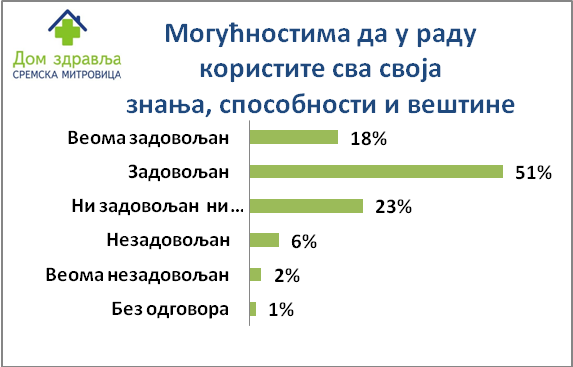 Дом здравља
СРЕМСКА МИТРОВИЦА
Могућностима да у раду
користите сва своја
знања, способности и вештине
Веома задовољан 18%
Задовољан 51%
Ни задовољан ни... 23%
Незадовољан 6%
Веома незадовољан 2%
Без одговора 1%